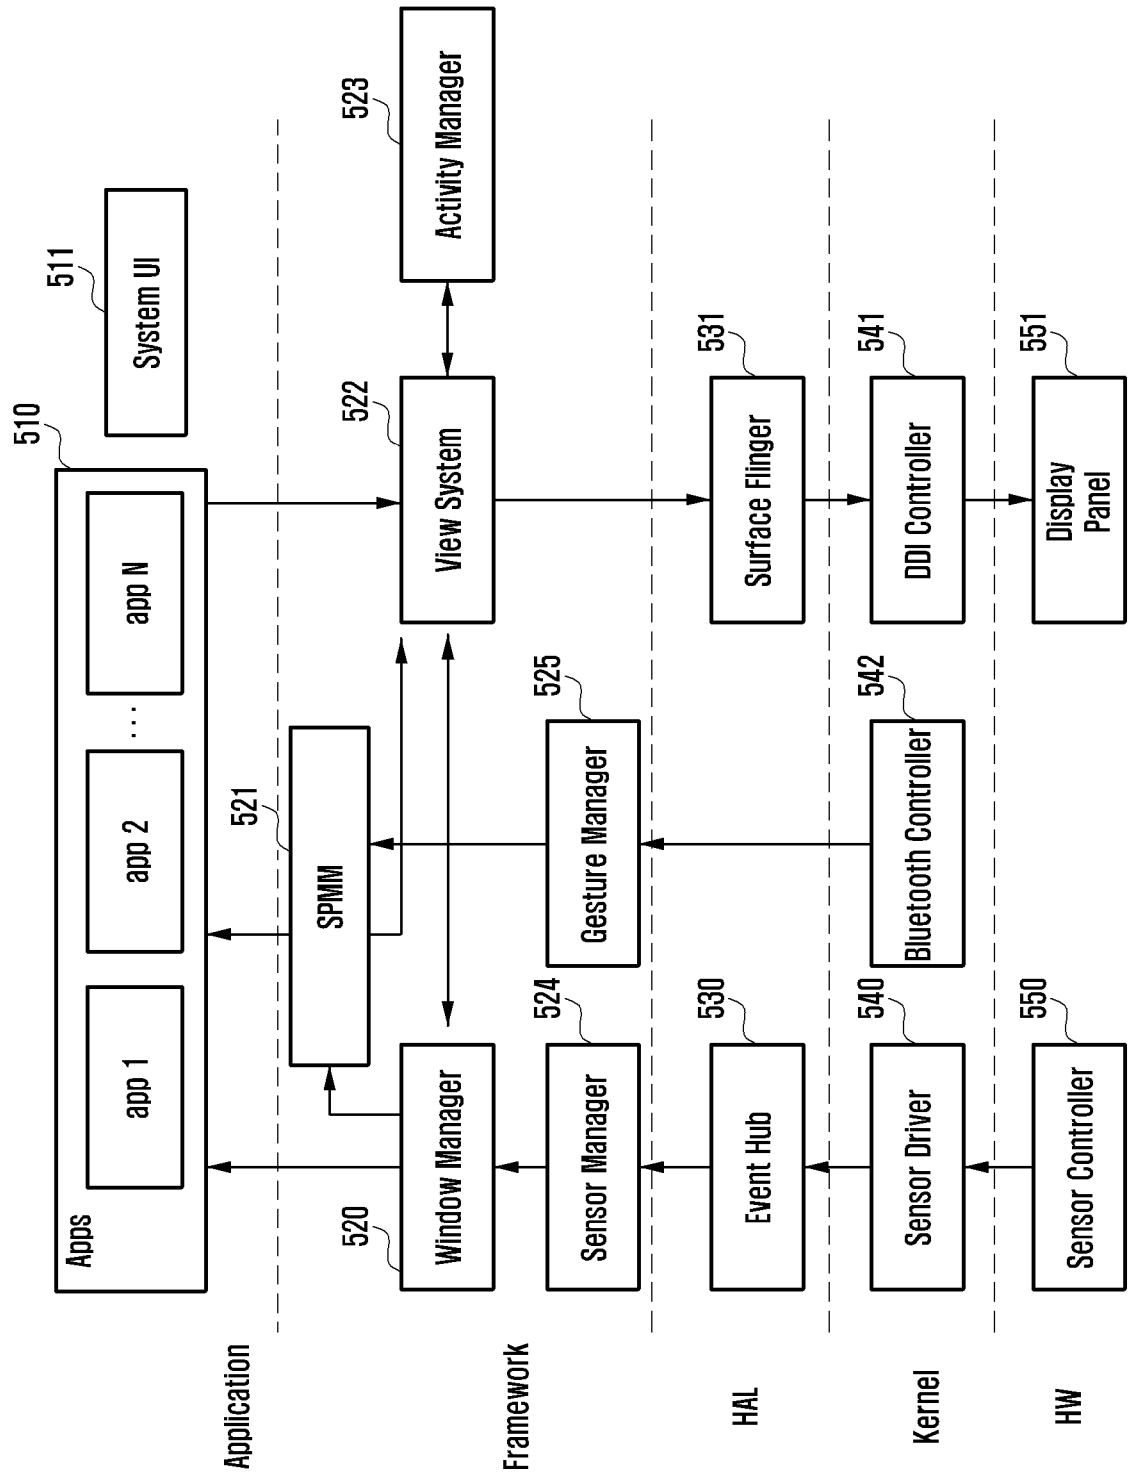 Application
Apps
app 1
app 2
...
app N
510
System UI
511
Framework
SPMM
521
520
Window Manager
View System
522
Activity Manager
523
Sensor Manager
524
Gesture Manager
525
HAL
Event Hub
530
Surface Flinger
531
Kernel
Sensor Driver
540
Bluetooth Controller
542
DDI Controller
541
HW
Sensor Controller
550
Display
Panel
551